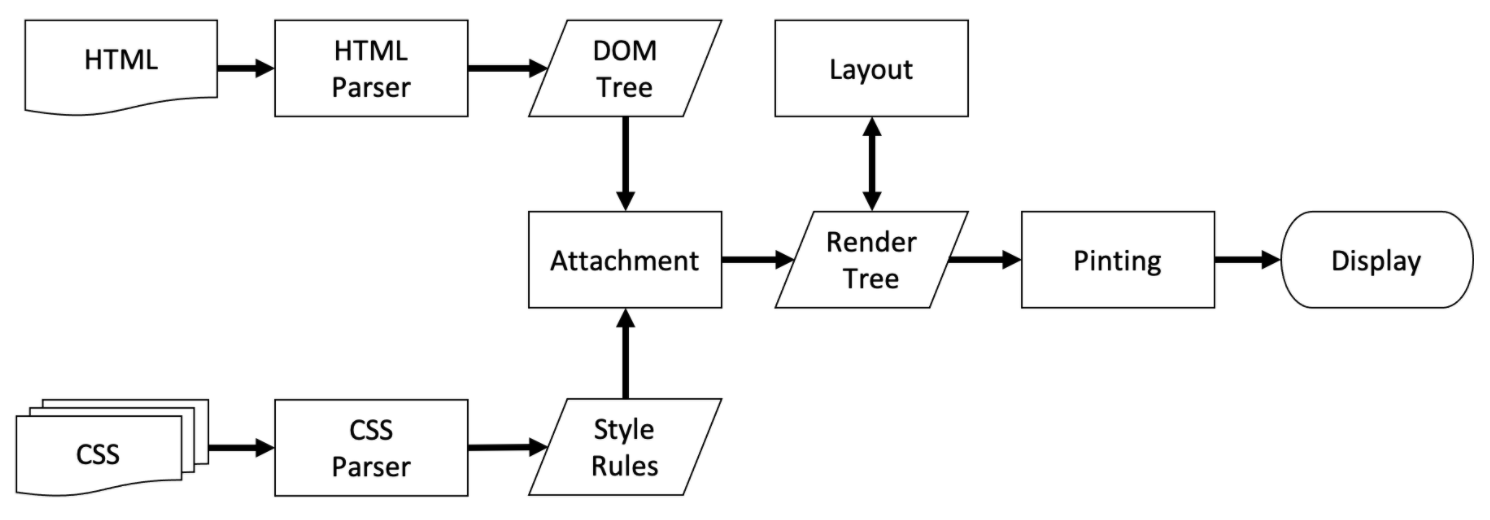 HTML
HTML
Parser
DOM
Tree
Layout
Attachment
Render
Tree
Pinting
Display
CSS
CSS
Parser
Style
Rules